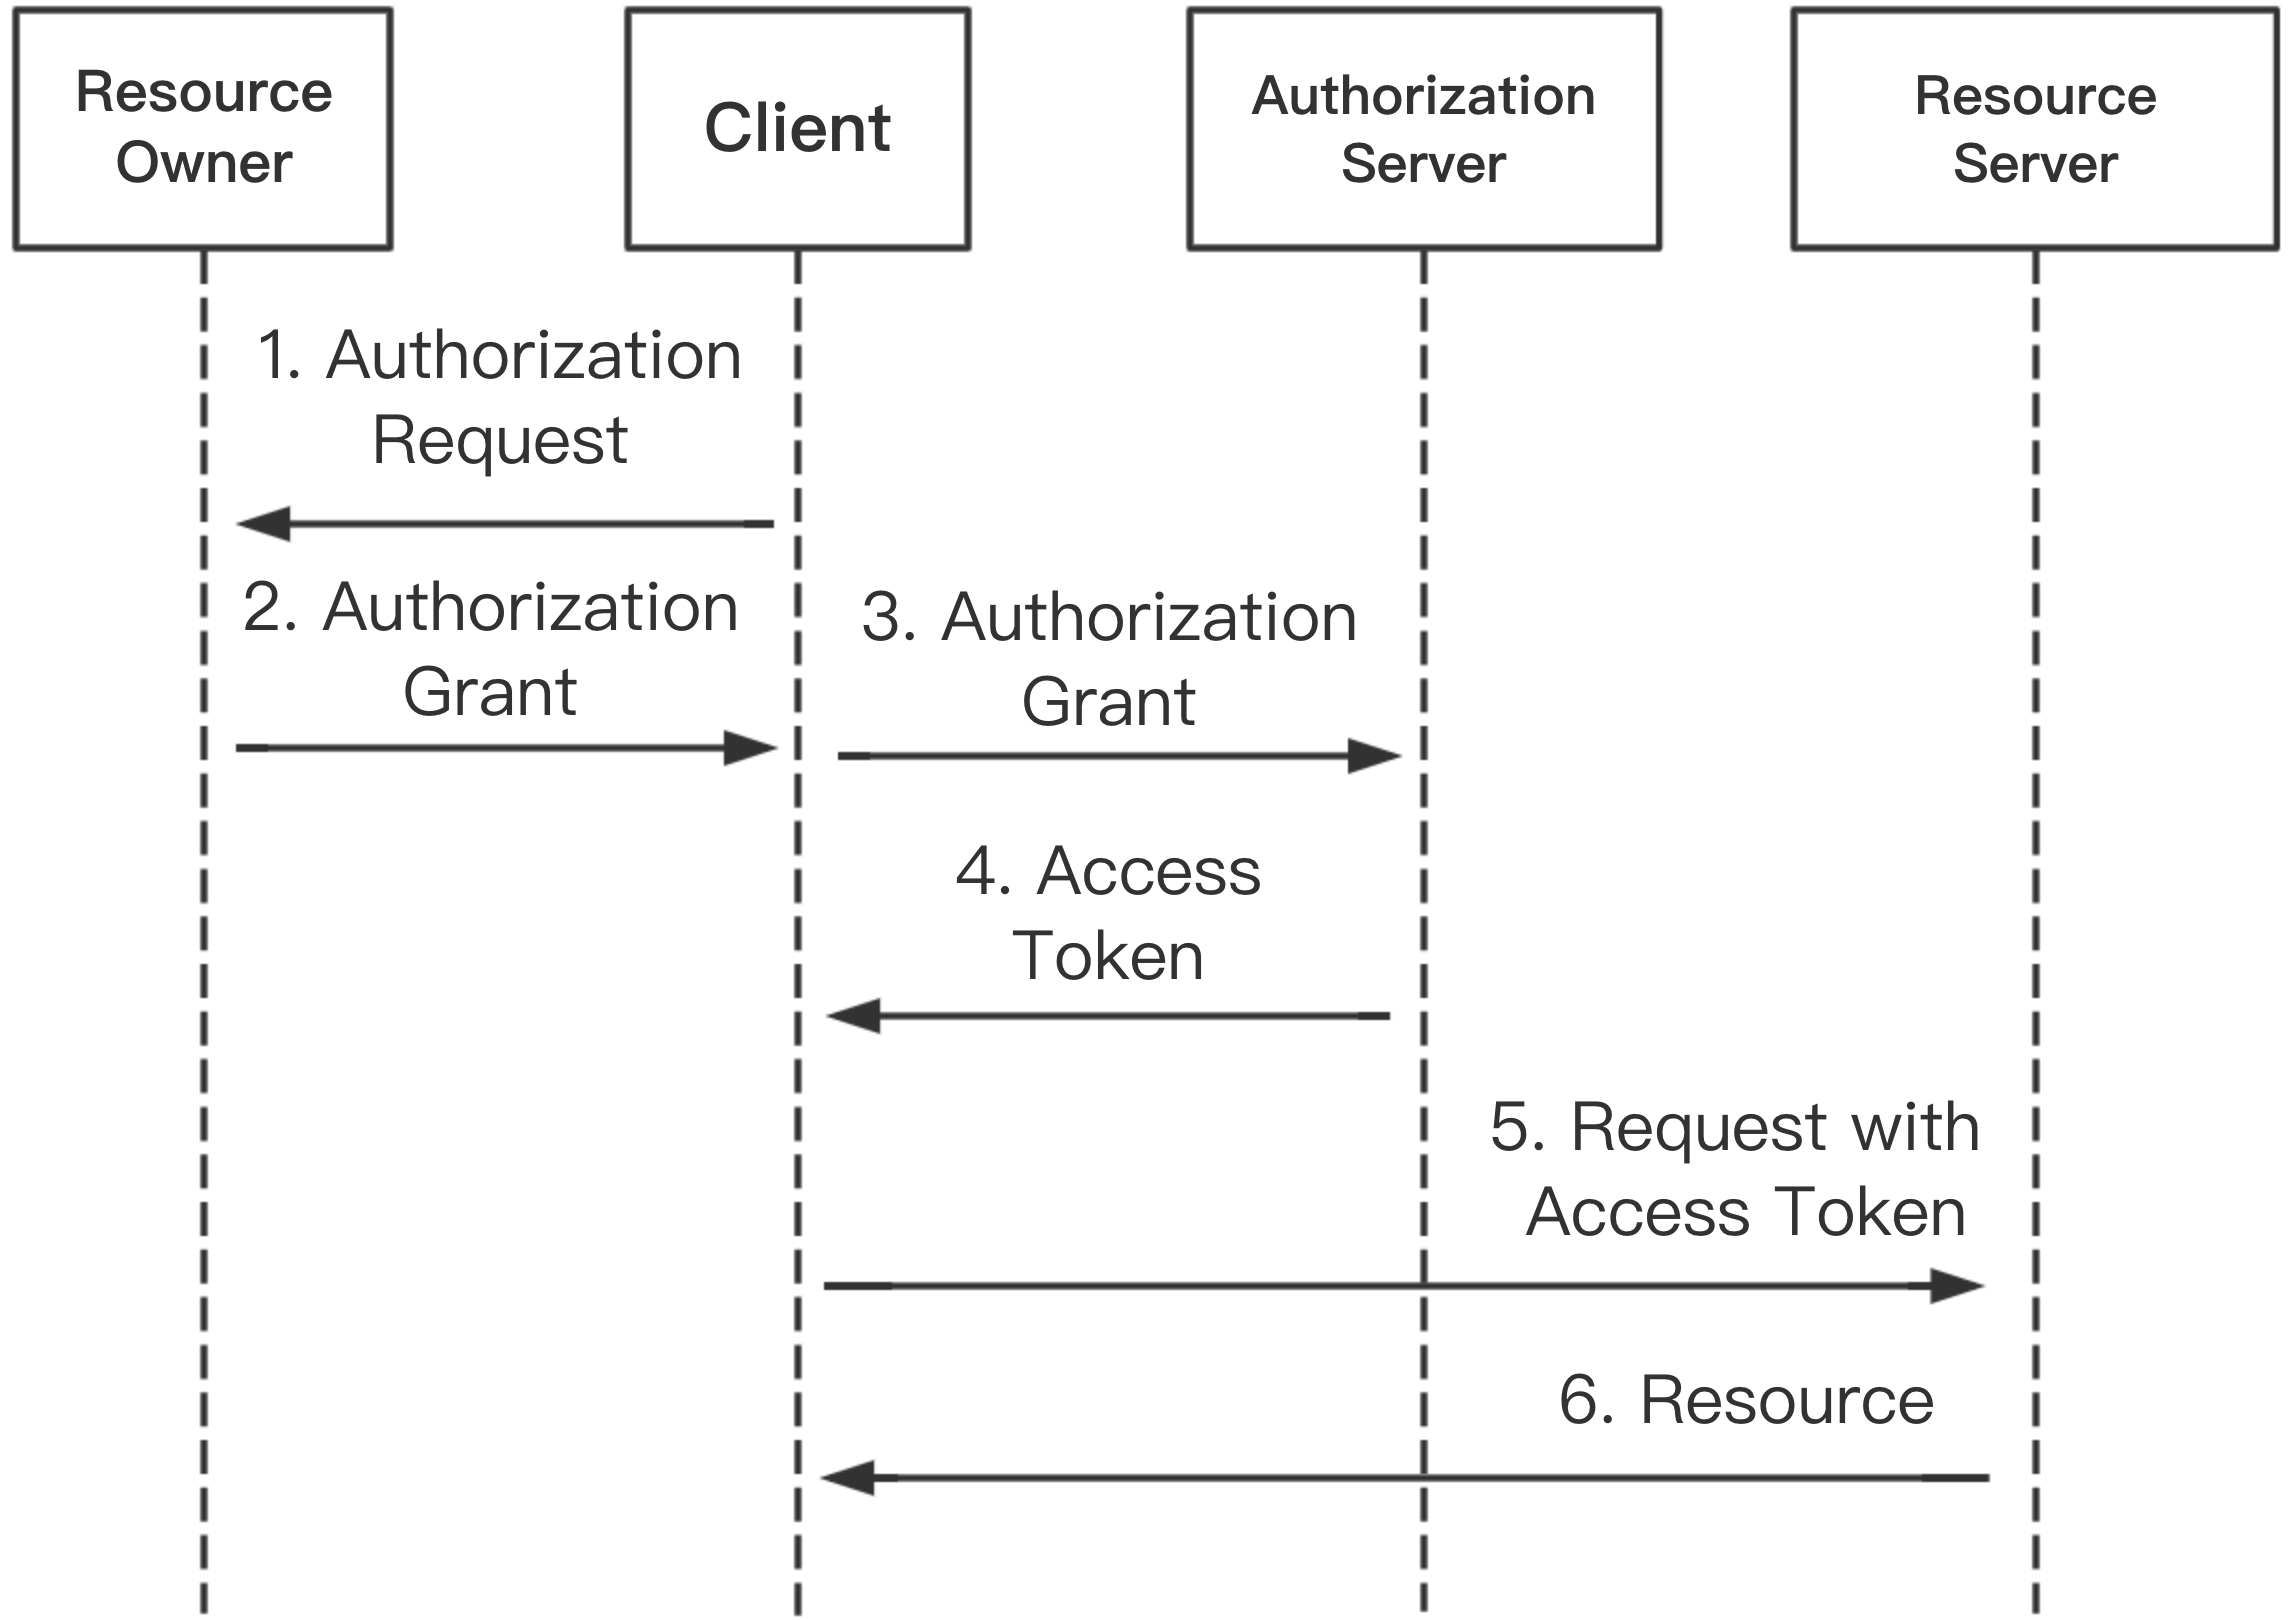 Resource
Owner
Client
Authorization
Server
Resource
Server
1. Authorization
Request
2. Authorization
Grant
3. Authorization
Grant
4. Access
Token
5. Request with
Access Token
6. Resource